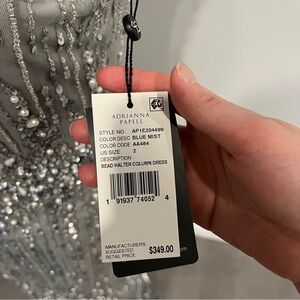 ADRIANNA
PAPELL
STYLE NO. AP1E204499
COLOR DESC BLUE MIST
COLOR CODE AA484
US SIZE 2
DESCRIPTION
BEAD HALTER COLUMN DRESS
1 91937 74052 4
MANUFACTURER'S
SUGGESTED
RETAIL PRICE $349.00